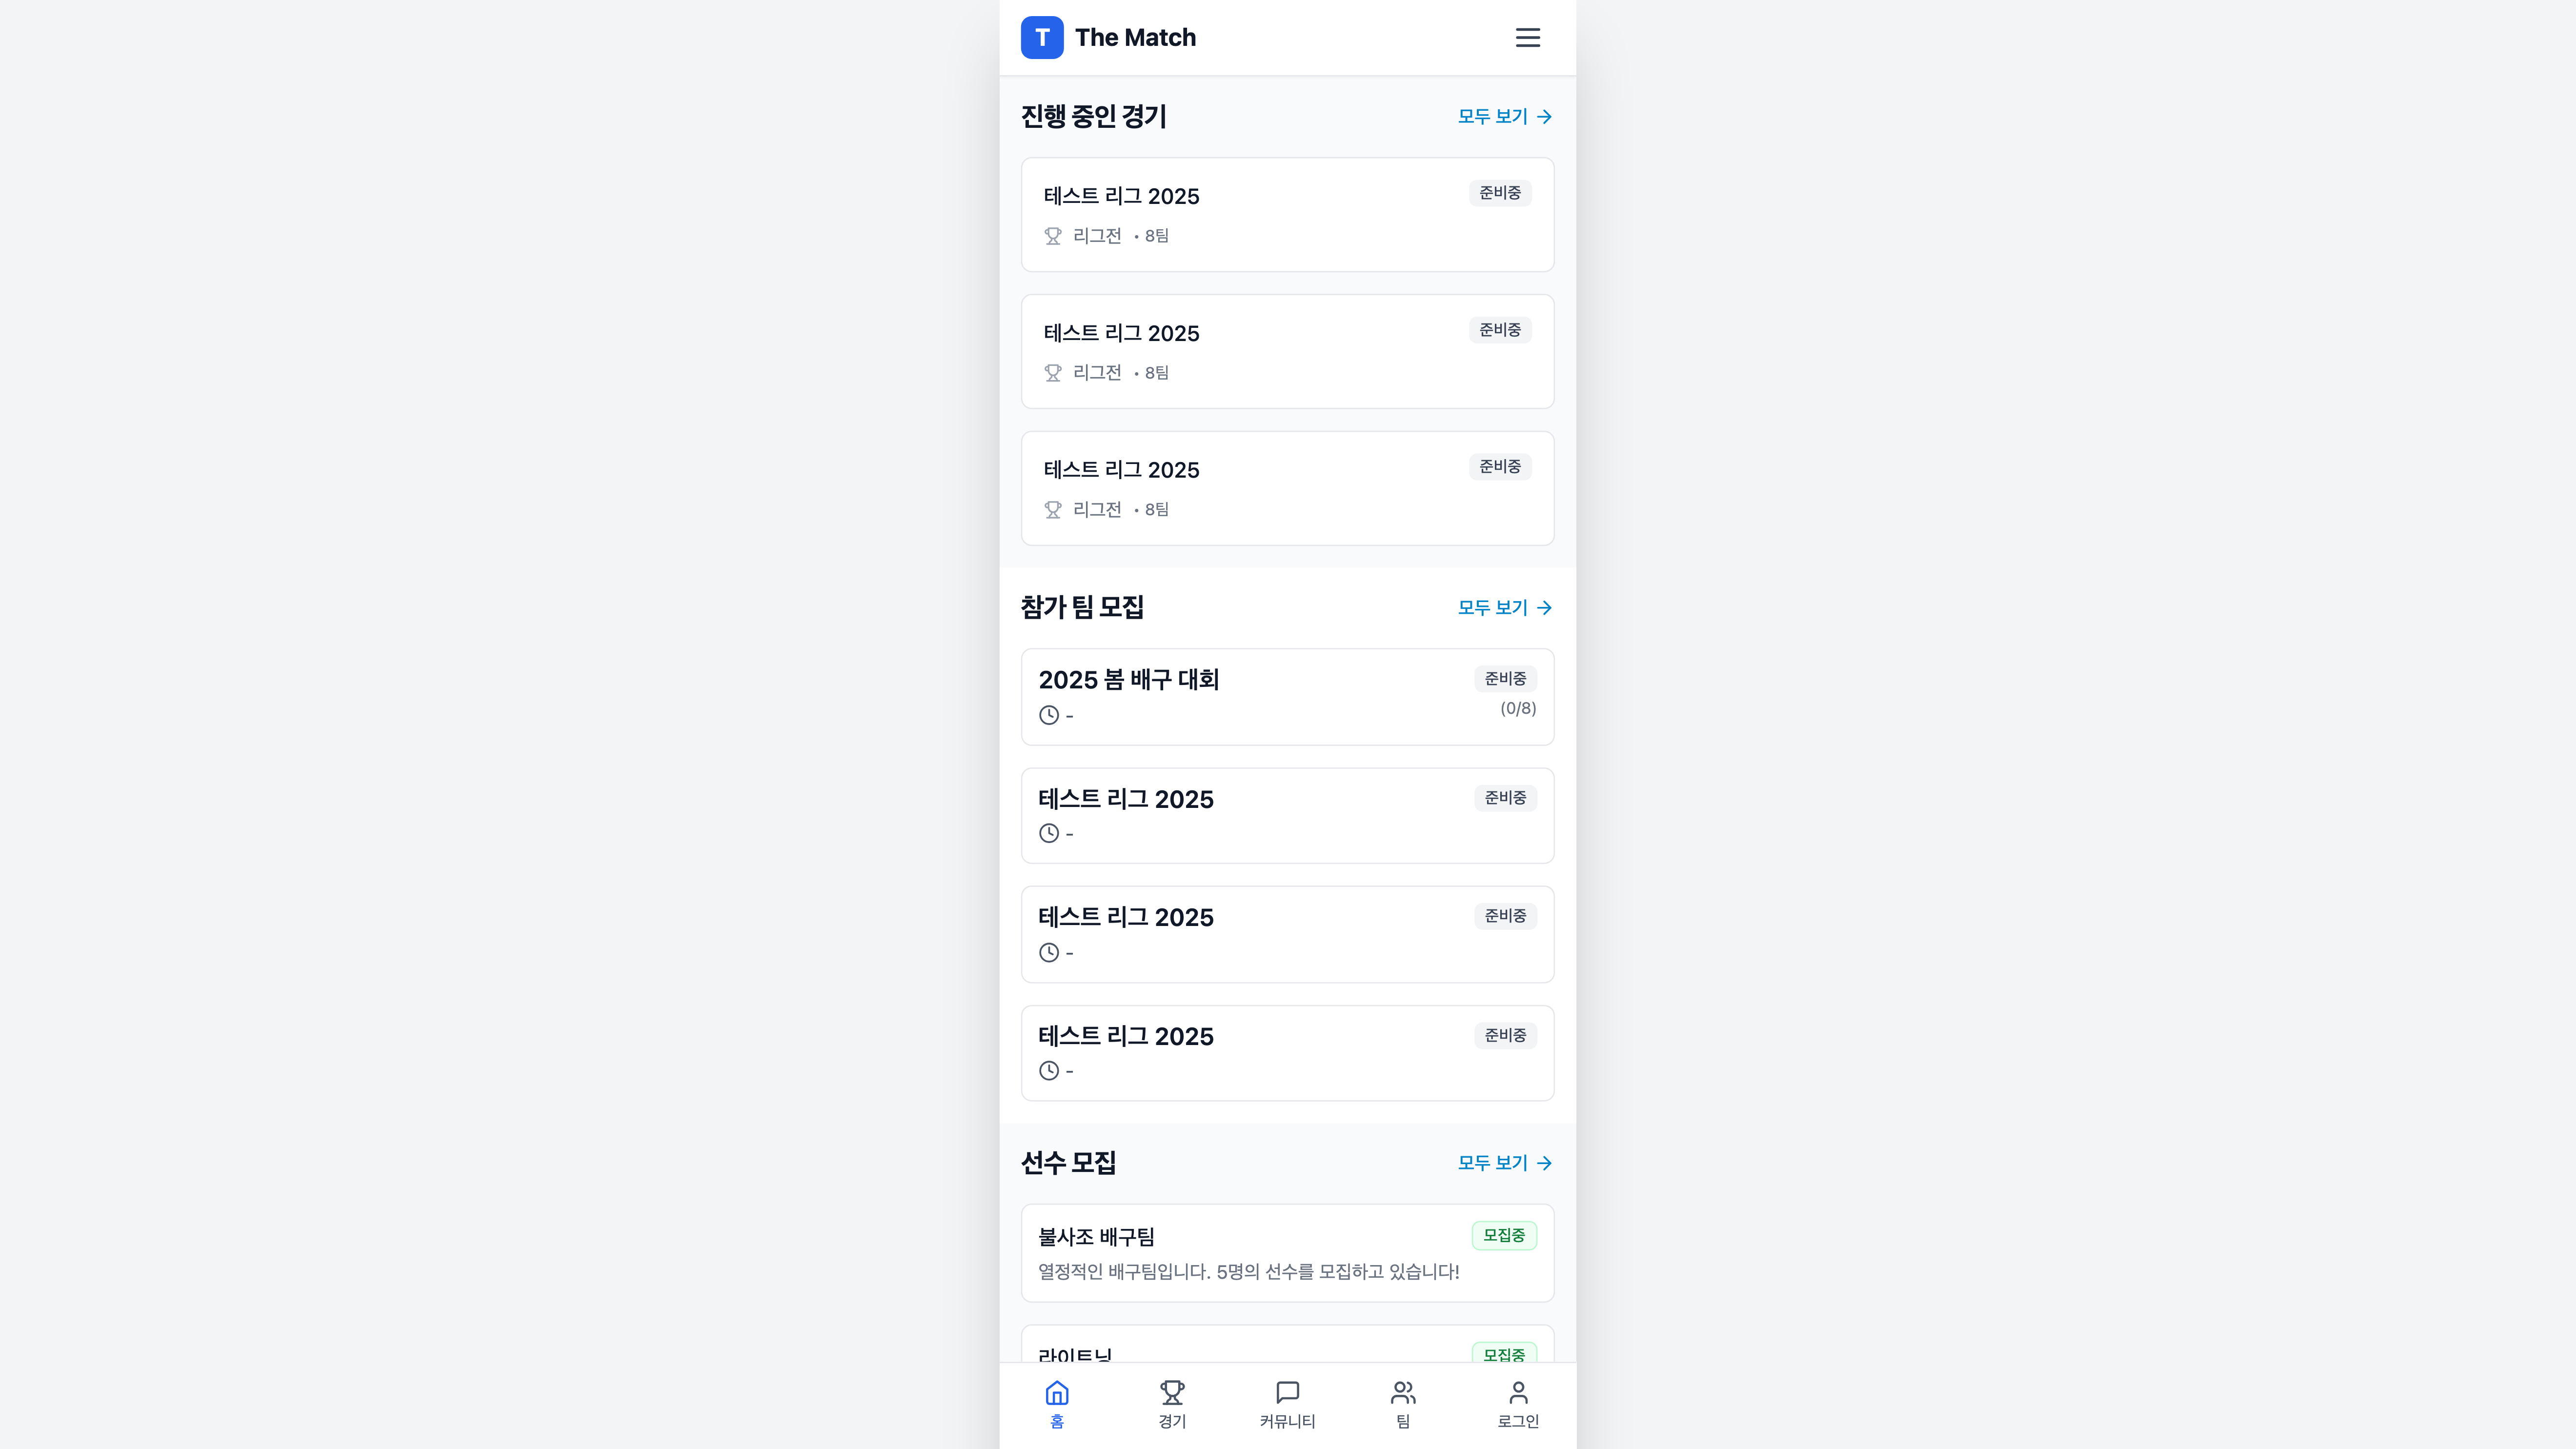 T The Match
진행 중인 경기 모두 보기
테스트 리그 2025 준비중
리그전 • 8팀
테스트 리그 2025 준비중
리그전 • 8팀
테스트 리그 2025 준비중
리그전 • 8팀
참가 팀 모집 모두 보기
2025 봄 배구 대회 준비중
- (0/8)
테스트 리그 2025 준비중
-
테스트 리그 2025 준비중
-
테스트 리그 2025 준비중
-
선수 모집 모두 보기
불사조 배구팀 모집중
열정적인 배구팀입니다. 5명의 선수를 모집하고 있습니다!
라이트닝 모집중
홈 경기 커뮤니티 팀 로그인